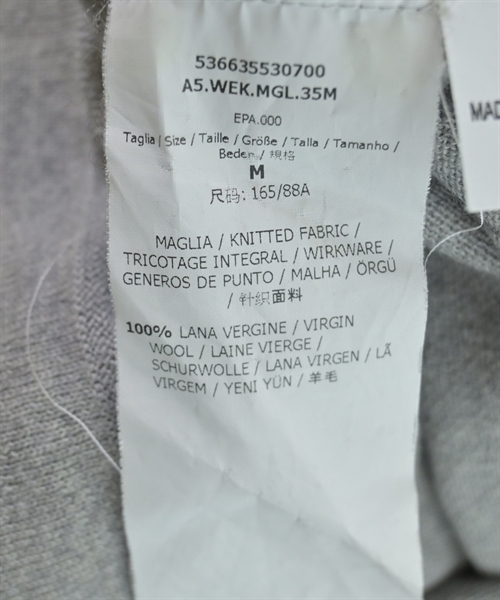 536635530700
A5.WEK.MGL.35M
EPA.000
Taglia / Size / Taille / Größe / Talla / Tamanho /
Beden / 规格
M
尺码: 165/88A
MAGLIA / KNITTED FABRIC /
TRICOTAGE INTEGRAL / WIRKWARE /
GENEROS DE PUNTO / MALHA / ÖRGÜ
/ 针织面料
100% LANA VERGINE / VIRGIN
WOOL / LAINE VIERGE /
SCHURWOLLE / LANA VIRGEN / LÃ
VIRGEM / YENI YÜN / 羊毛
MAD